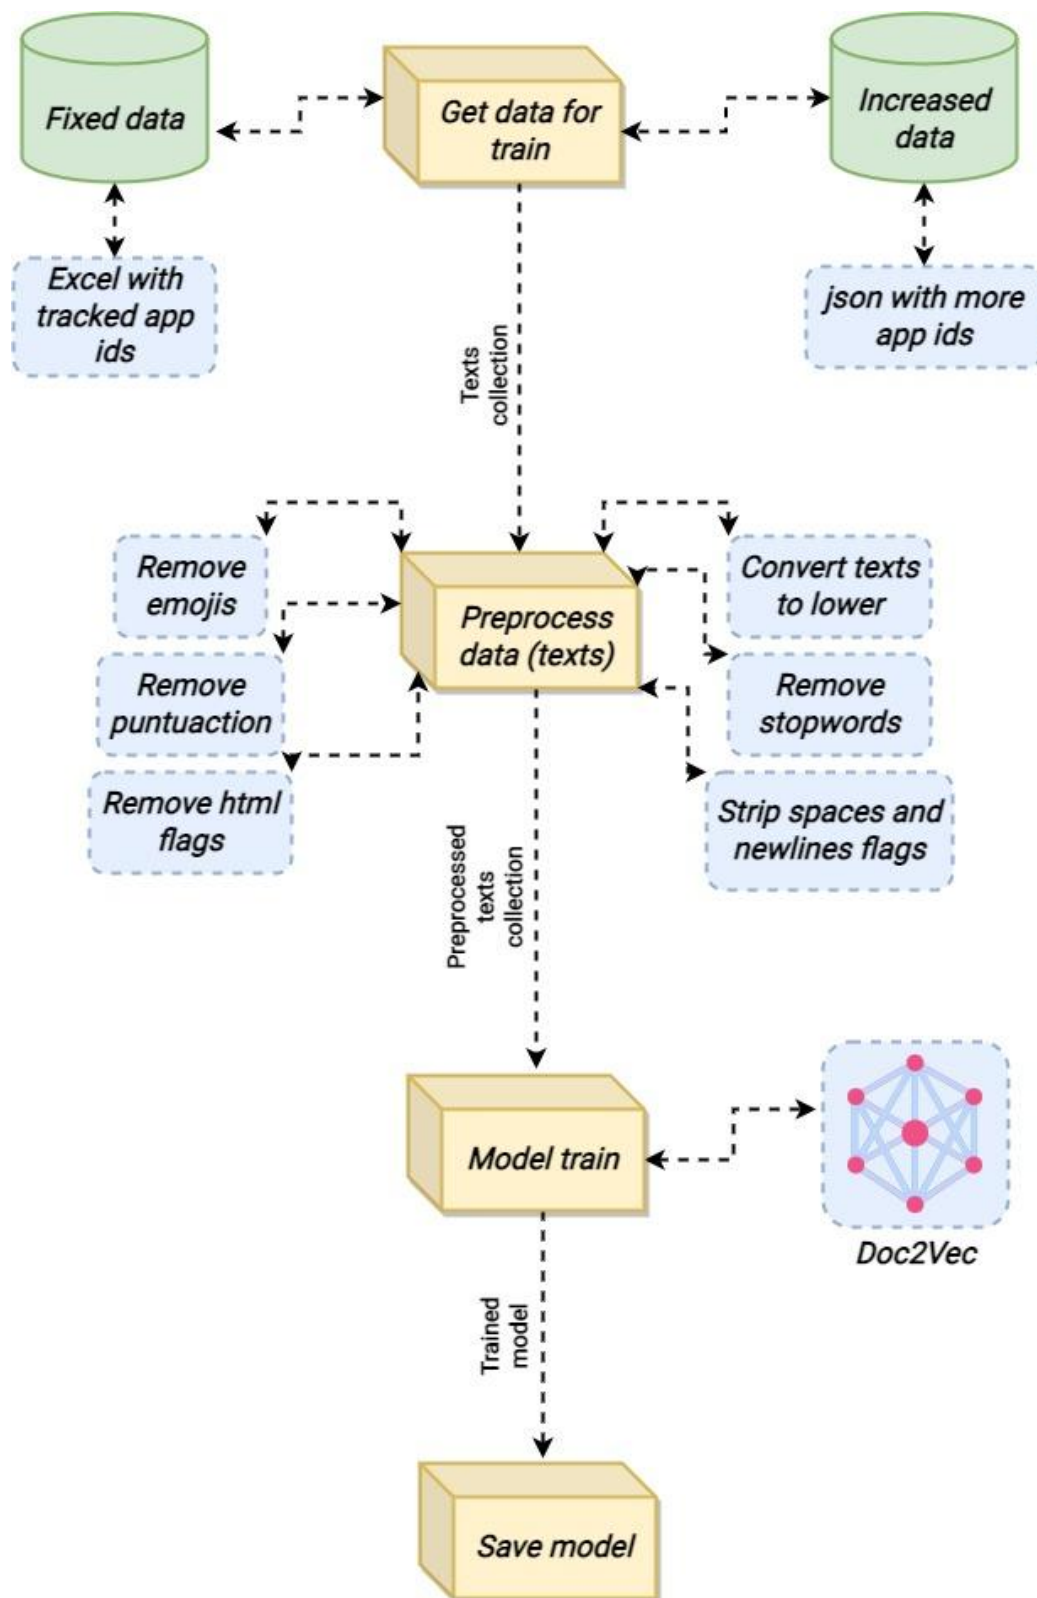 Fixed data
Get data for
train
Increased
data
Excel with
tracked app
ids
json with more
app ids
Texts
collection
Remove
emojis
Convert texts
to lower
Preprocess
data (texts)
Remove
puntuaction
Remove
stopwords
Remove html
flags
Strip spaces and
newlines flags
Preprocessed
texts
collection
Model train
Doc2Vec
Trained
model
Save model